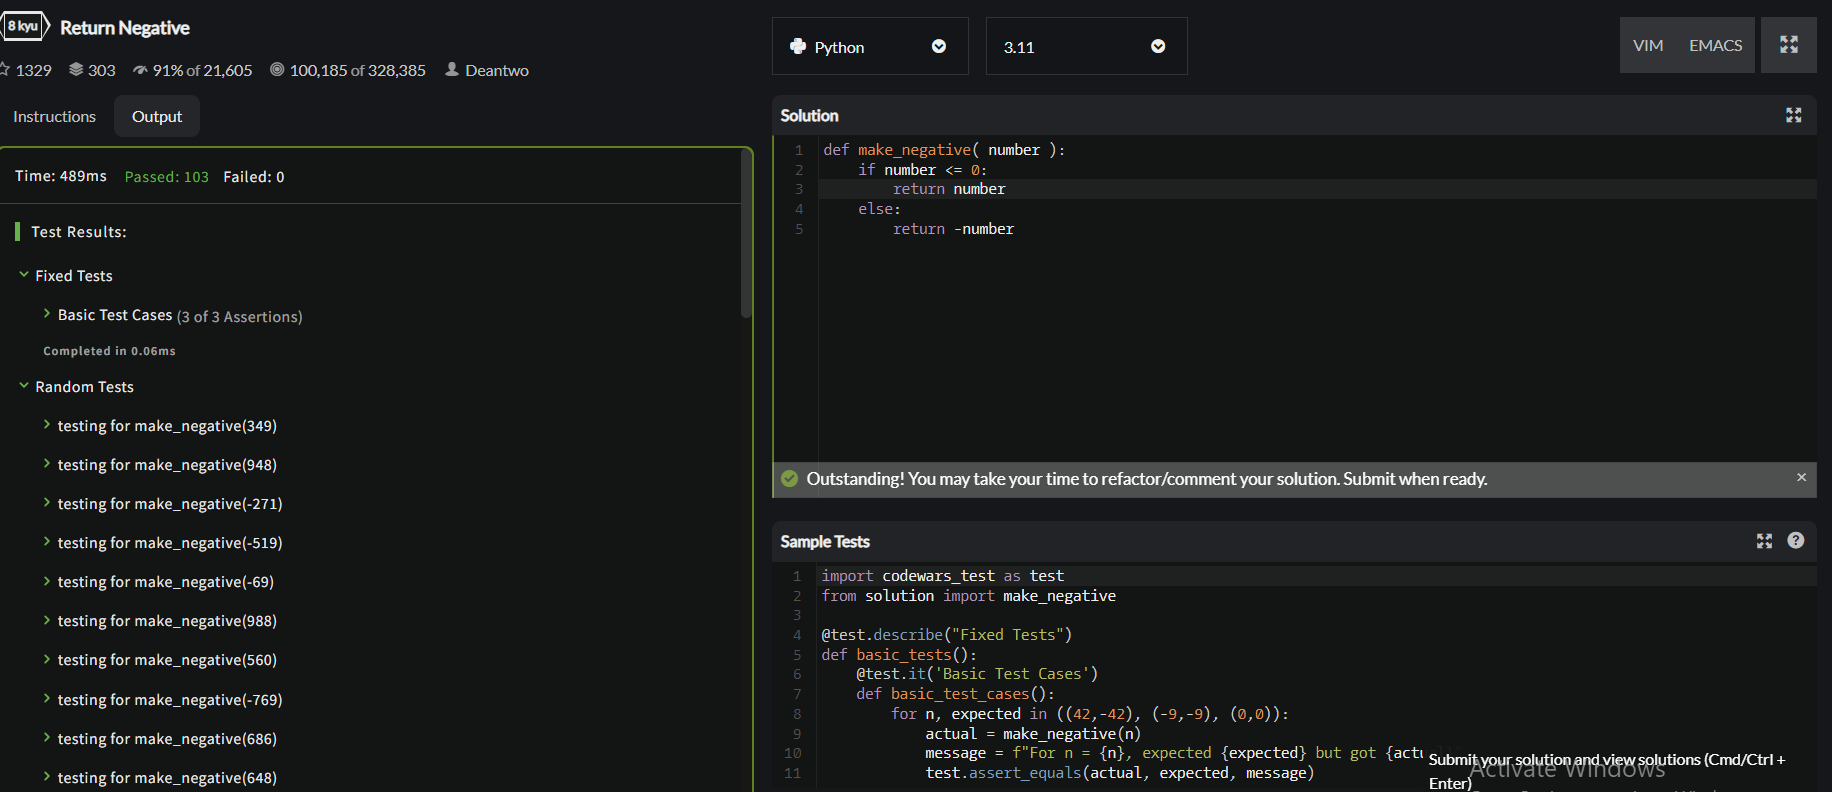 8 kyu Return Negative
1329 303 91% of 21,605 100,185 of 328,385 Deantwo
Instructions Output
Time: 489ms Passed: 103 Failed: 0
Test Results:
Fixed Tests
Basic Test Cases (3 of 3 Assertions)
Completed in 0.06ms
Random Tests
testing for make_negative(349)
testing for make_negative(948)
testing for make_negative(-271)
testing for make_negative(-519)
testing for make_negative(-69)
testing for make_negative(988)
testing for make_negative(560)
testing for make_negative(-769)
testing for make_negative(686)
testing for make_negative(648)
Python 3.11 VIM EMACS
Solution
1 def make_negative( number ):
2 if number <= 0:
3 return number
4 else:
5 return -number
Outstanding! You may take your time to refactor/comment your solution. Submit when ready. ×
Sample Tests ?
1 import codewars_test as test
2 from solution import make_negative
3
4 @test.describe("Fixed Tests")
5 def basic_tests():
6 @test.it('Basic Test Cases')
7 def basic_test_cases():
8 for n, expected in ((42,-42), (-9,-9), (0,0)):
9 actual = make_negative(n)
10 message = f"For n = {n}, expected {expected} but got {actu
11 test.assert_equals(actual, expected, message)
Submit your solution and view solutions (Cmd/Ctrl +
Enter)
Activate Windows